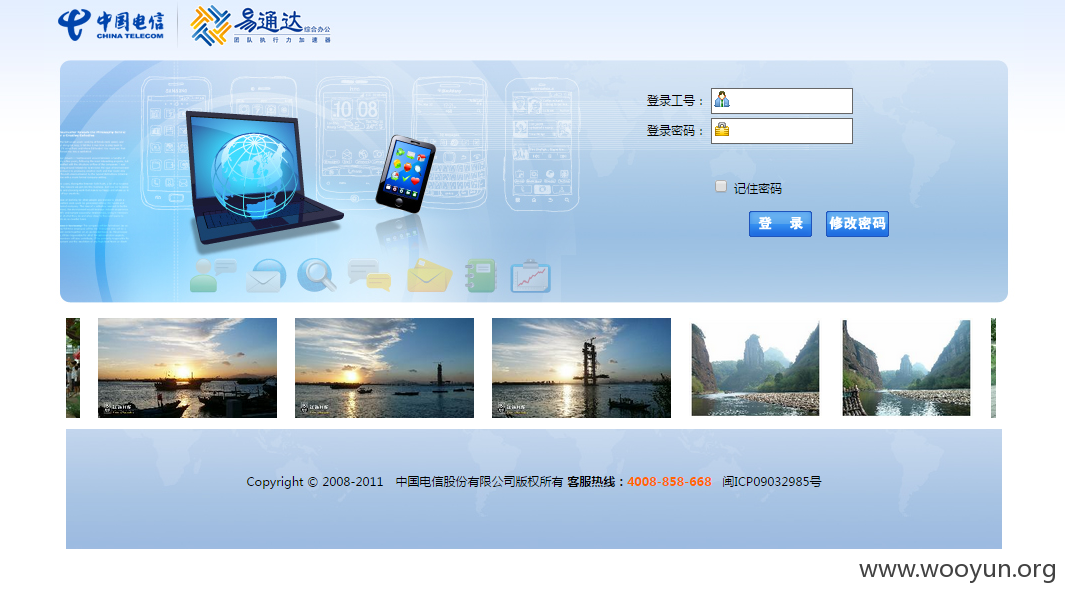 中国电信
CHINA TELECOM
易通达综合办公
团队执行力加速器
10 08
登录工号：
登录密码：
记住密码
登 录
修改密码
Copyright © 2008-2011 中国电信股份有限公司版权所有 客服热线：4008-858-668 闽ICP09032985号
www.wooyun.org